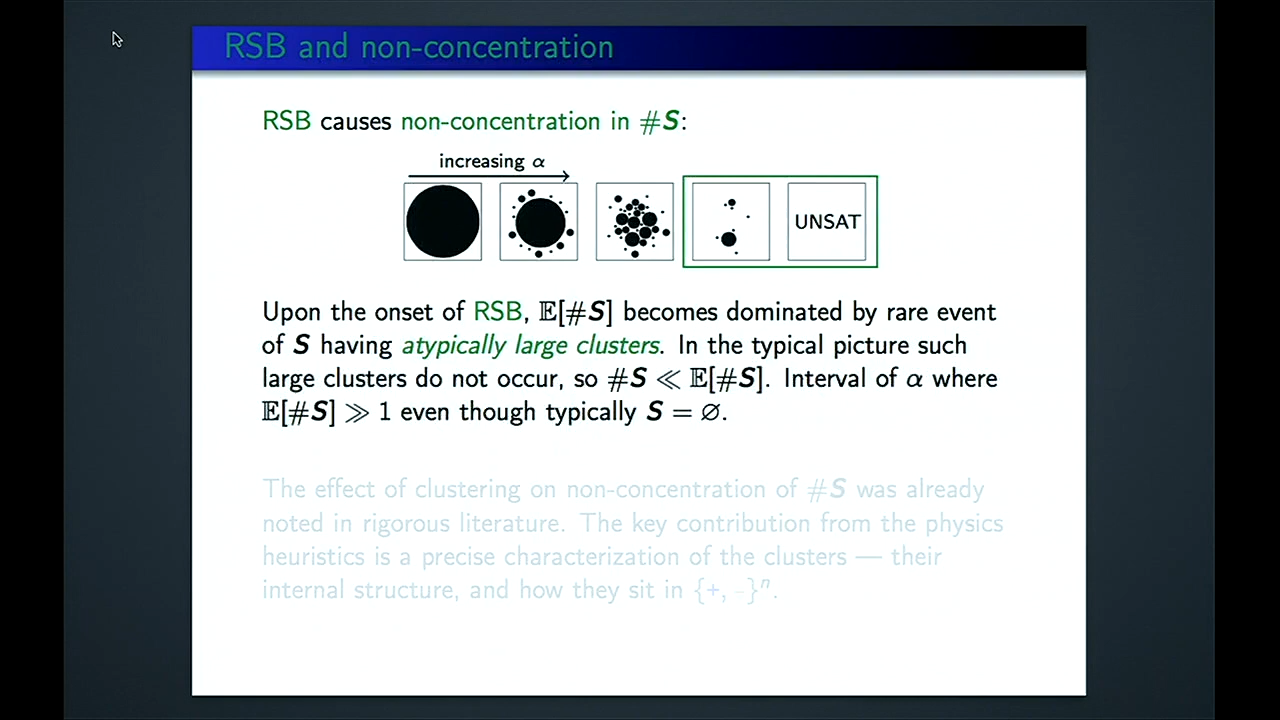 RSB and non-concentration
RSB causes non-concentration in #S:
increasing α
UNSAT
Upon the onset of RSB, 𝔼[#S] becomes dominated by rare event
of S having atypically large clusters. In the typical picture such
large clusters do not occur, so #S ≪ 𝔼[#S]. Interval of α where
𝔼[#S] ≫ 1 even though typically S = ∅.
The effect of clustering on non-concentration of #S was already
noted in rigorous literature. The key contribution from the physics
heuristics is a precise characterization of the clusters — their
internal structure, and how they sit in {+, -}ⁿ.